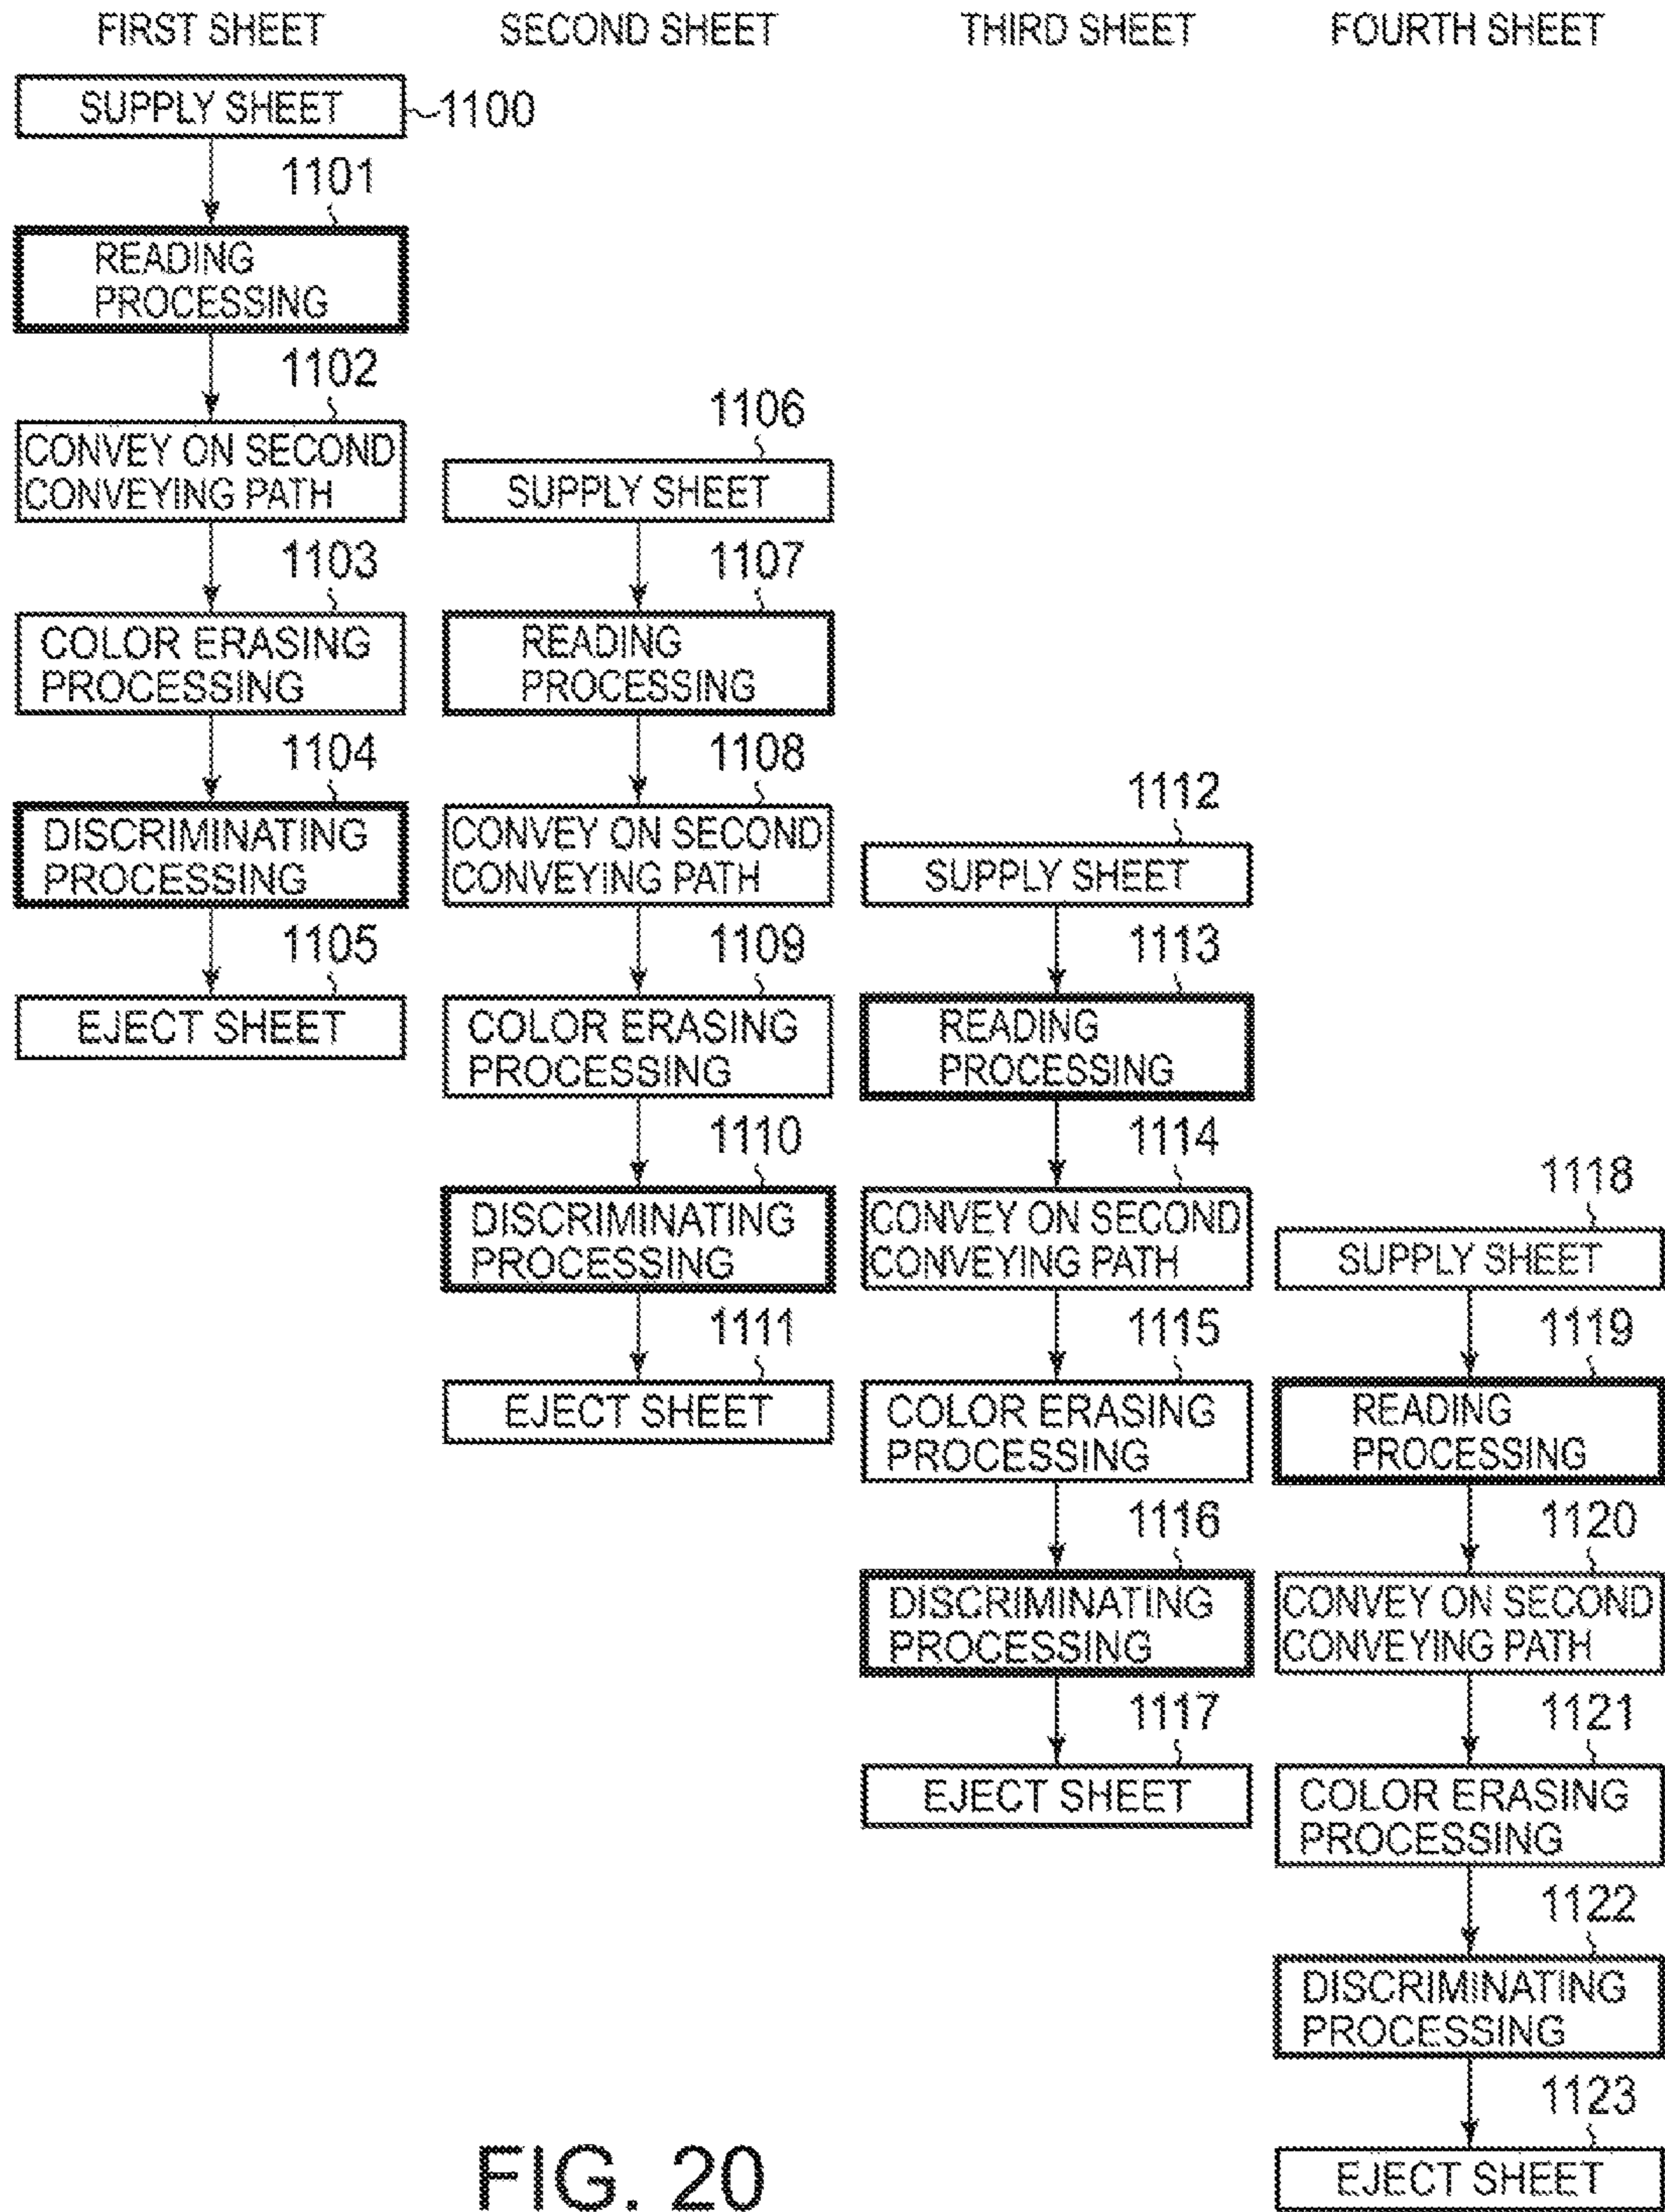 FIRST SHEET
SUPPLY SHEET
1100
1101
READING
PROCESSING
1102
CONVEY ON SECOND
CONVEYING PATH
1103
COLOR ERASING
PROCESSING
1104
DISCRIMINATING
PROCESSING
1105
EJECT SHEET
SECOND SHEET
1106
SUPPLY SHEET
1107
READING
PROCESSING
1108
CONVEY ON SECOND
CONVEYING PATH
1109
COLOR ERASING
PROCESSING
1110
DISCRIMINATING
PROCESSING
1111
EJECT SHEET
THIRD SHEET
1112
SUPPLY SHEET
1113
READING
PROCESSING
1114
CONVEY ON SECOND
CONVEYING PATH
1115
COLOR ERASING
PROCESSING
1116
DISCRIMINATING
PROCESSING
1117
EJECT SHEET
FOURTH SHEET
1118
SUPPLY SHEET
1119
READING
PROCESSING
1120
CONVEY ON SECOND
CONVEYING PATH
1121
COLOR ERASING
PROCESSING
1122
DISCRIMINATING
PROCESSING
1123
EJECT SHEET
FIG. 20